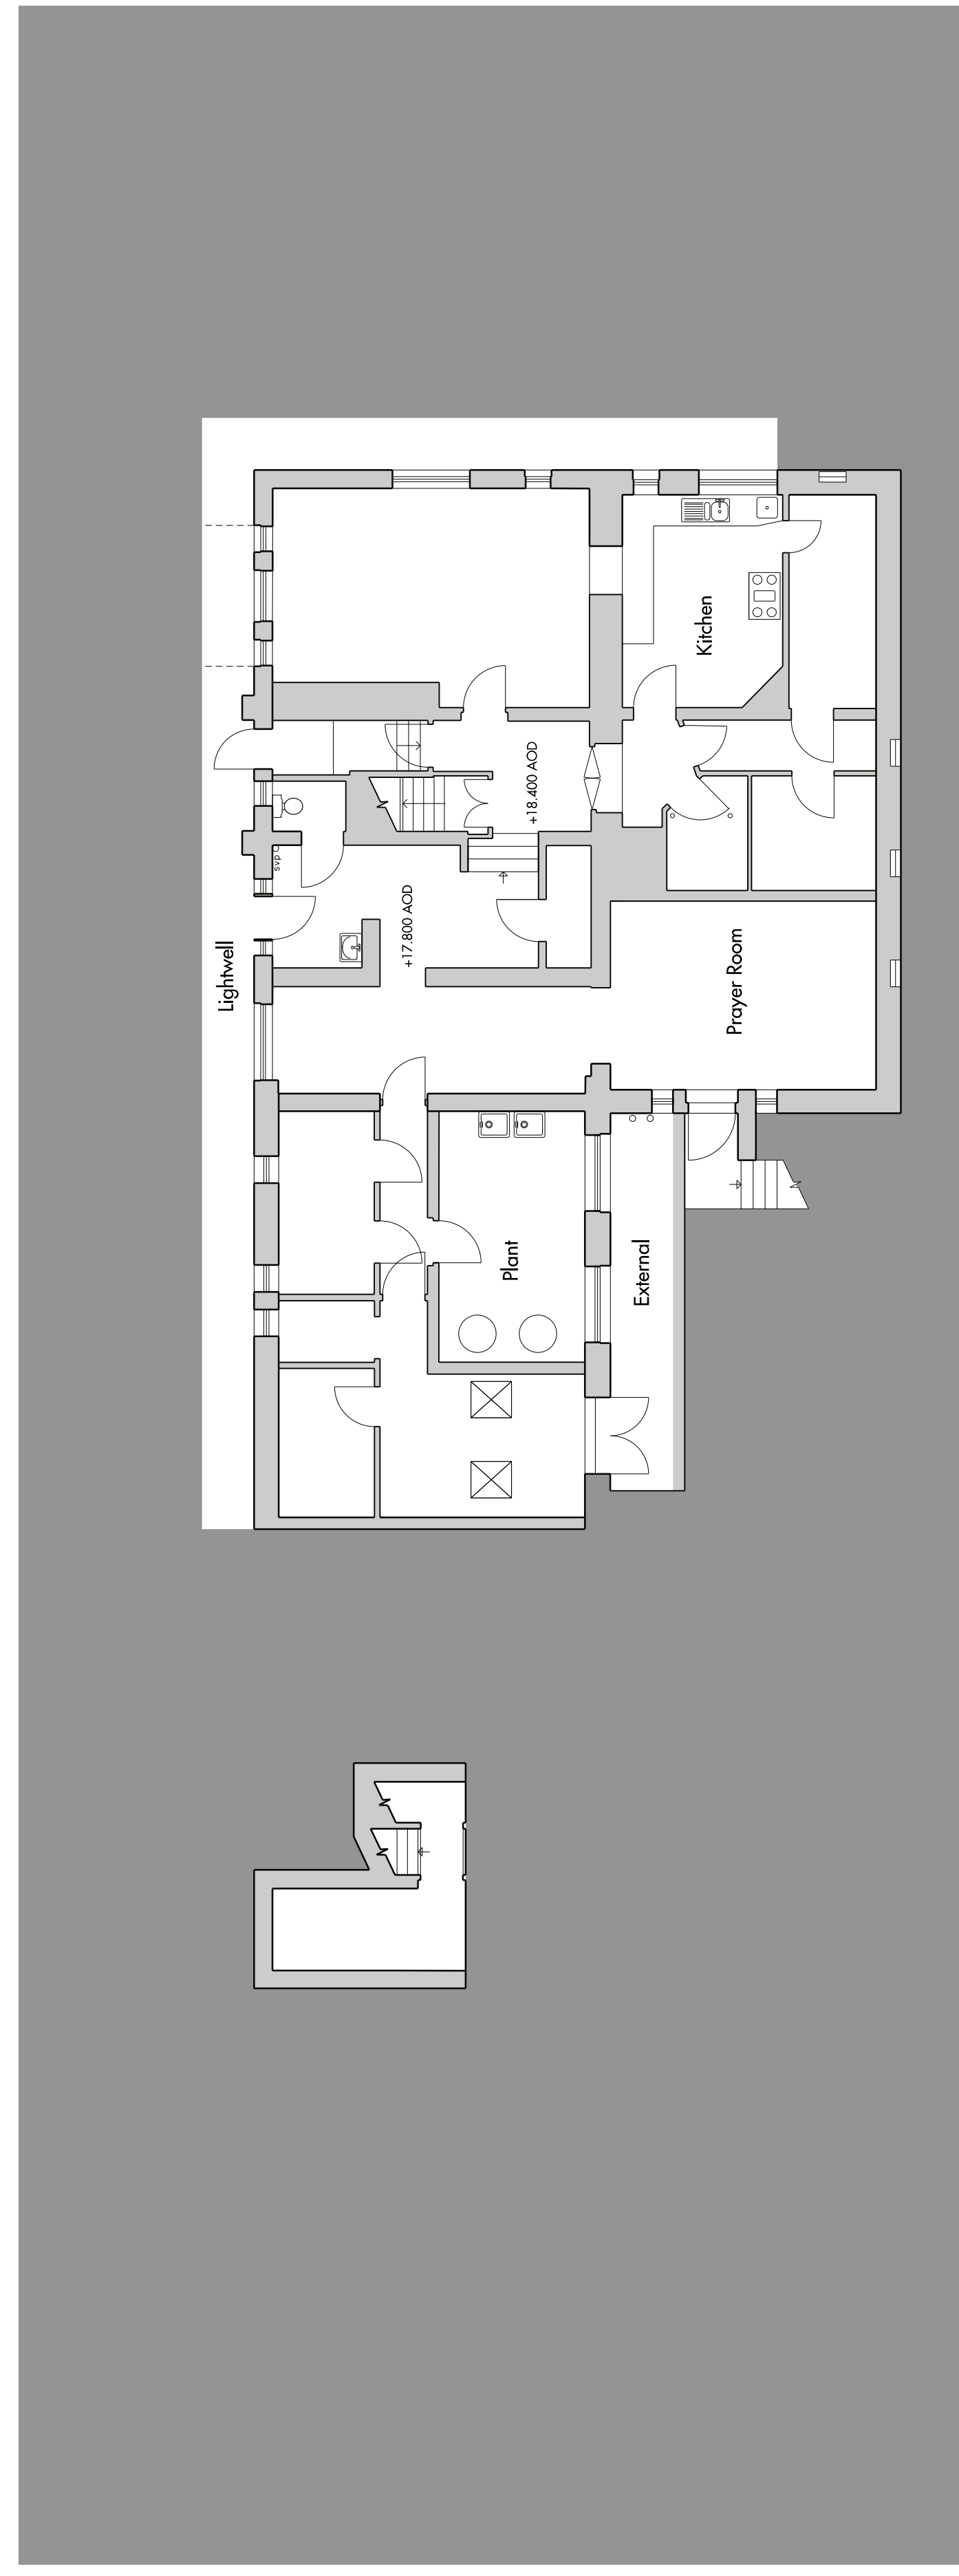 Kitchen
+18.400 AOD
svp
+17.800 AOD
Lightwell
Prayer Room
Plant
External